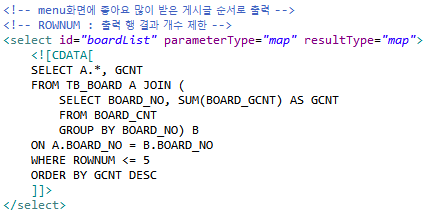 <!-- menu화면에 좋아요 많이 받은 게시글 순서로 출력 -->
<!-- ROWNUM : 출력 행 결과 개수 제한 -->
<select id="boardList" parameterType="map" resultType="map">
<![CDATA[
SELECT A.*, GCNT
FROM TB_BOARD A JOIN (
SELECT BOARD_NO, SUM(BOARD_GCNT) AS GCNT
FROM BOARD_CNT
GROUP BY BOARD_NO) B
ON A.BOARD_NO = B.BOARD_NO
WHERE ROWNUM <= 5
ORDER BY GCNT DESC
]]>
</select>